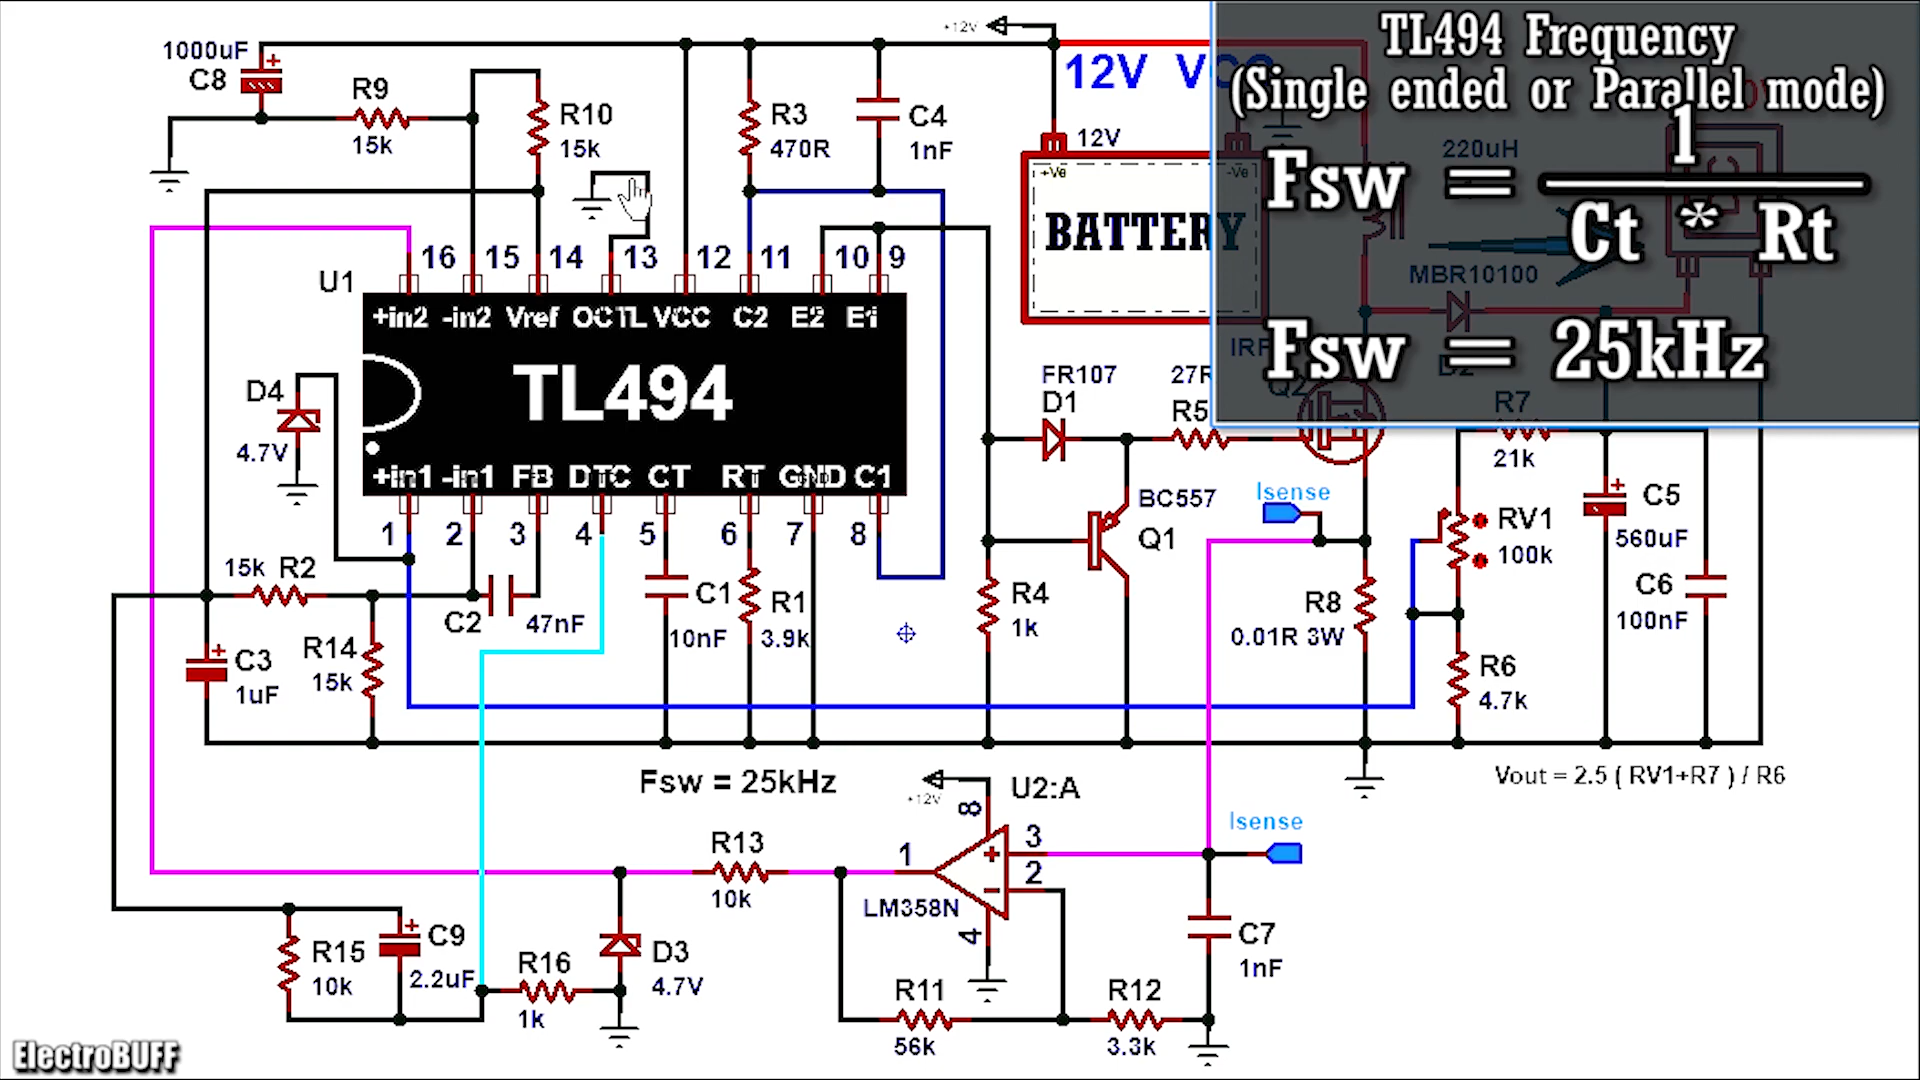 TL494 Frequency
(Single ended or Parallel mode)
1
Fsw = ———
Ct * Rt
Fsw = 25kHz
+12V
12V
1000uF
C8
R9
15k
R10
15k
R3
470R
C4
1nF
12V
+Ve
-Ve
BATTERY
220uH
MBR10100
D2
U1
16 15 14 13 12 11 10 9
+in2 -in2 Vref OCTL VCC C2 E2 E1
TL494
+in1 -in1 FB DTC CT RT GND C1
1 2 3 4 5 6 7 8
D4
4.7V
FR107
D1
27R
R5
Q2
R7
21k
BC557
Q1
Isense
RV1
100k
C5
560uF
C6
100nF
15k R2
C2
47nF
C1
10nF
R1
3.9k
R4
1k
R8
0.01R 3W
R6
4.7k
C3
1uF
R14
15k
Fsw = 25kHz
Vout = 2.5 ( RV1+R7 ) / R6
+12V
U2:A
8
3
2
1
4
LM358N
Isense
R13
10k
C7
1nF
R15
10k
C9
2.2uF
R16
1k
D3
4.7V
R11
56k
R12
3.3k
ElectroBUFF